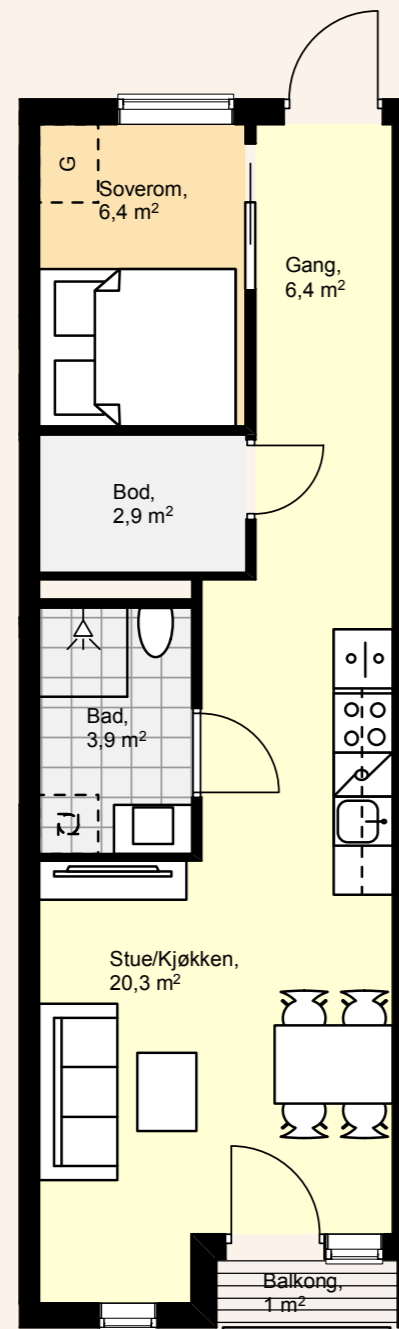 G
Soverom,
6,4 m²
Gang,
6,4 m²
Bod,
2,9 m²
Bad,
3,9 m²
Stue/Kjøkken,
20,3 m²
Balkong,
1 m²